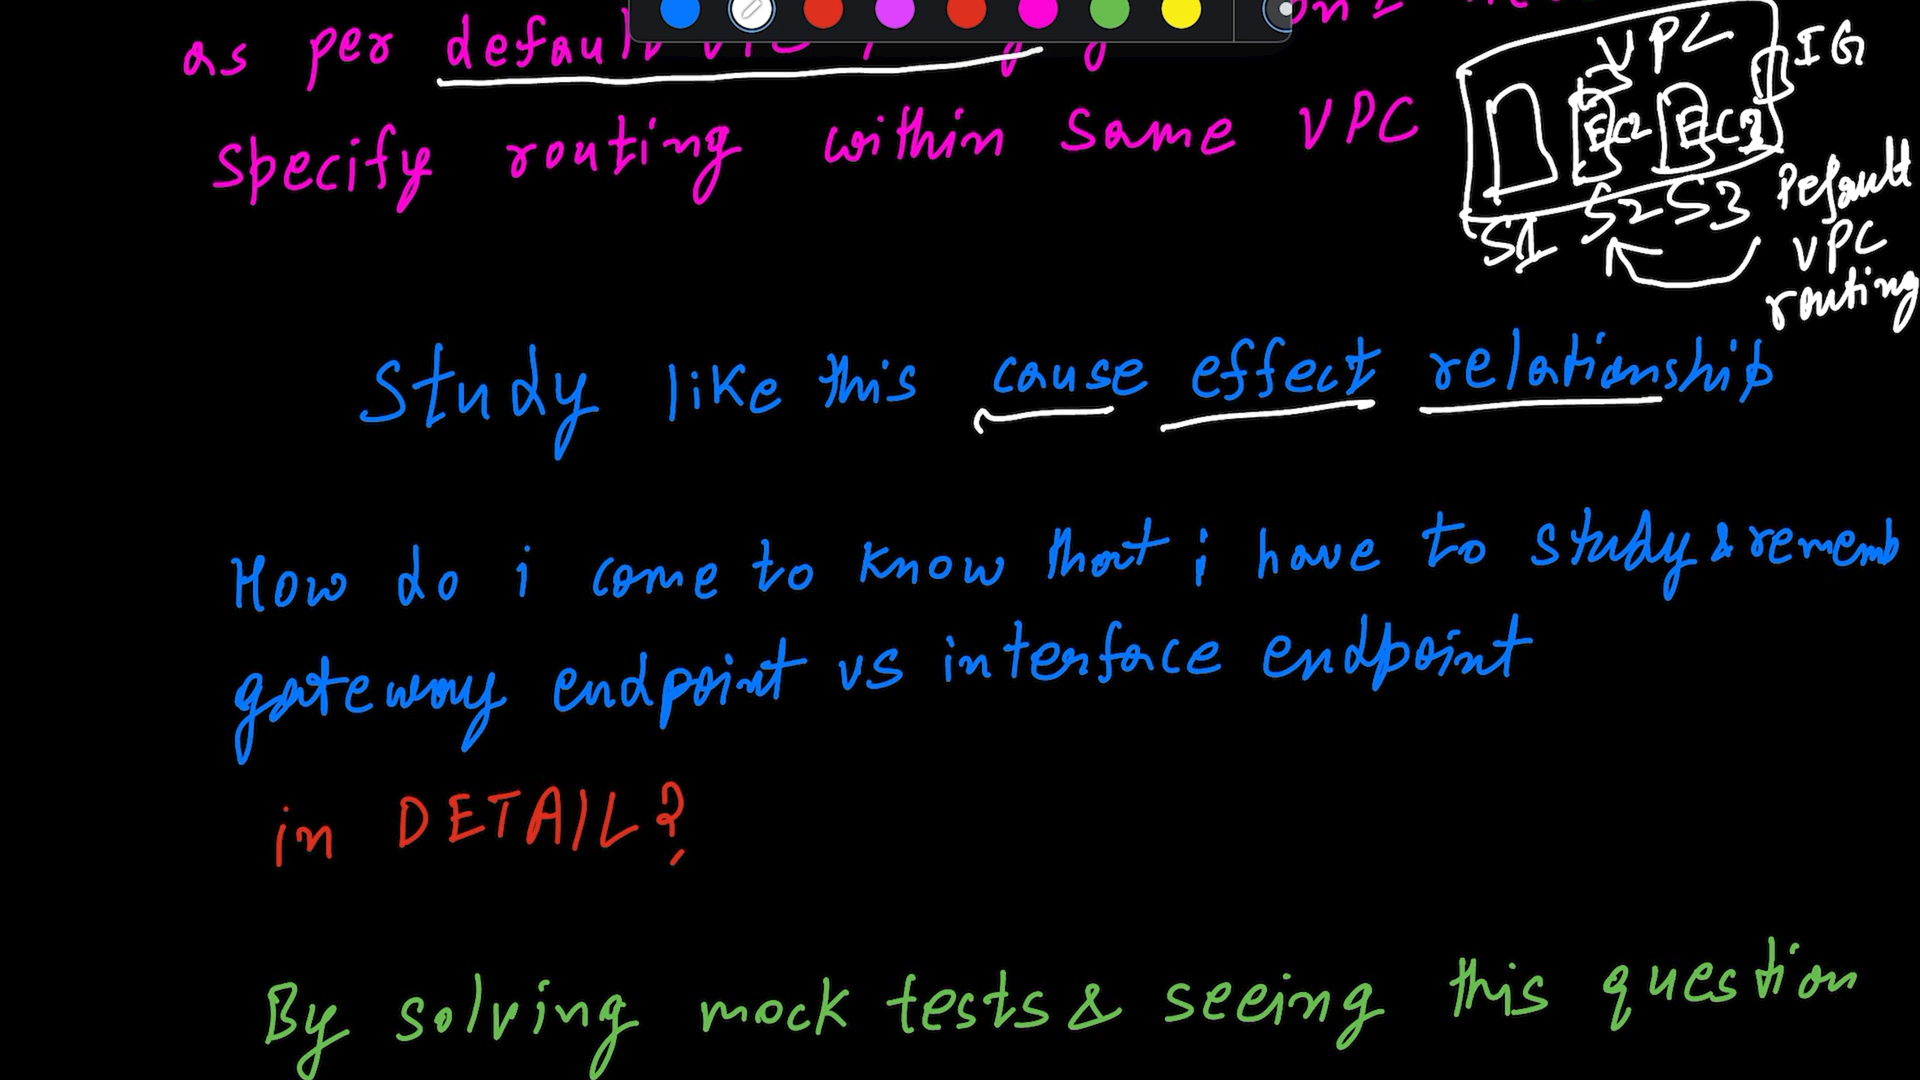 as per default
specify routing within same VPC
VPC IG
EC2 EC2
S1 S2 S3
Default
VPC
routing
Study like this cause effect relationship
How do i come to know that i have to study & rememb
gateway endpoint vs interface endpoint
in DETAIL?
By solving mock tests & seeing this question